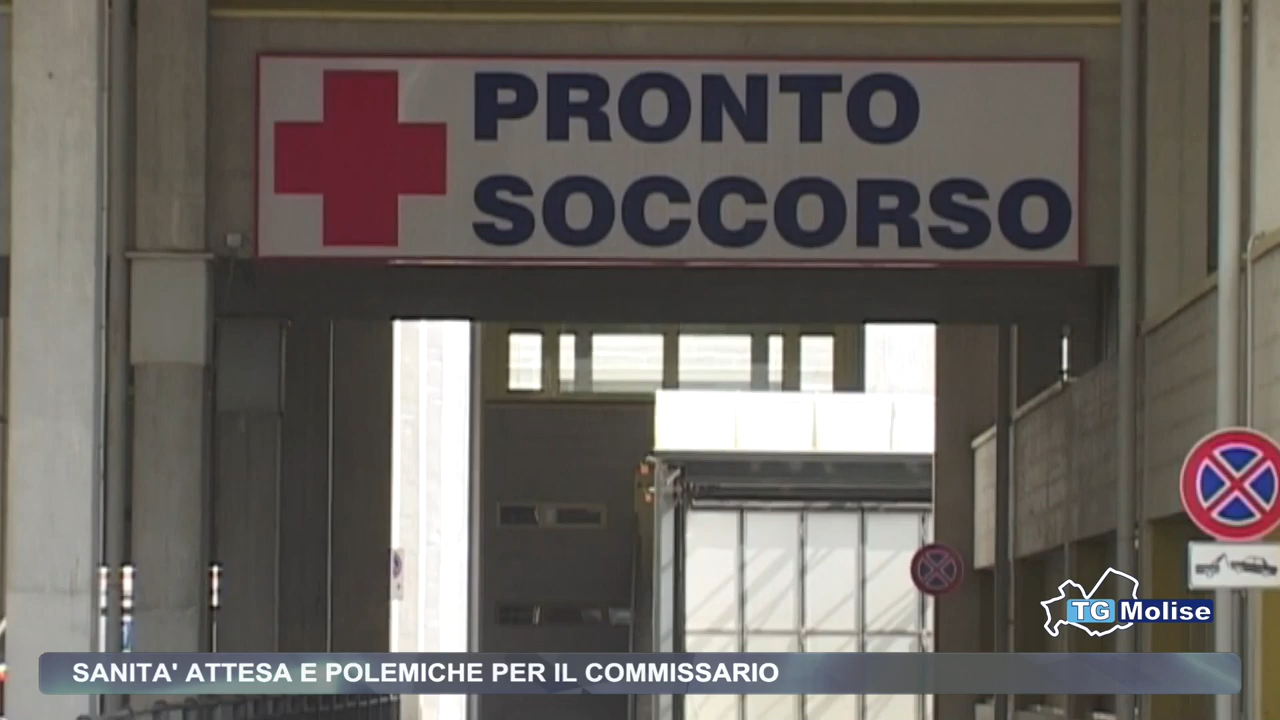 PRONTO
SOCCORSO
TG Molise
SANITA' ATTESA E POLEMICHE PER IL COMMISSARIO